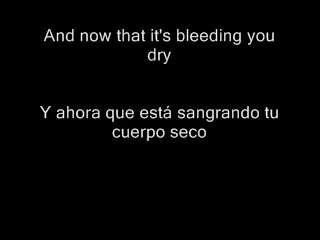 And now that it's bleeding you
dry
Y ahora que está sangrando tu
cuerpo seco